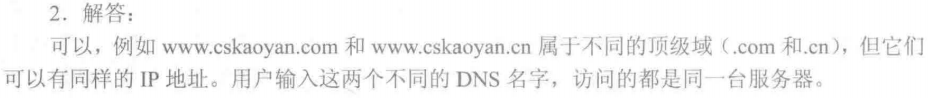 2．解答：
可以，例如 www.cskaoyan.com 和 www.cskaoyan.cn 属于不同的顶级域（.com 和.cn），但它们
可以有同样的 IP 地址。用户输入这两个不同的 DNS 名字，访问的都是同一台服务器。